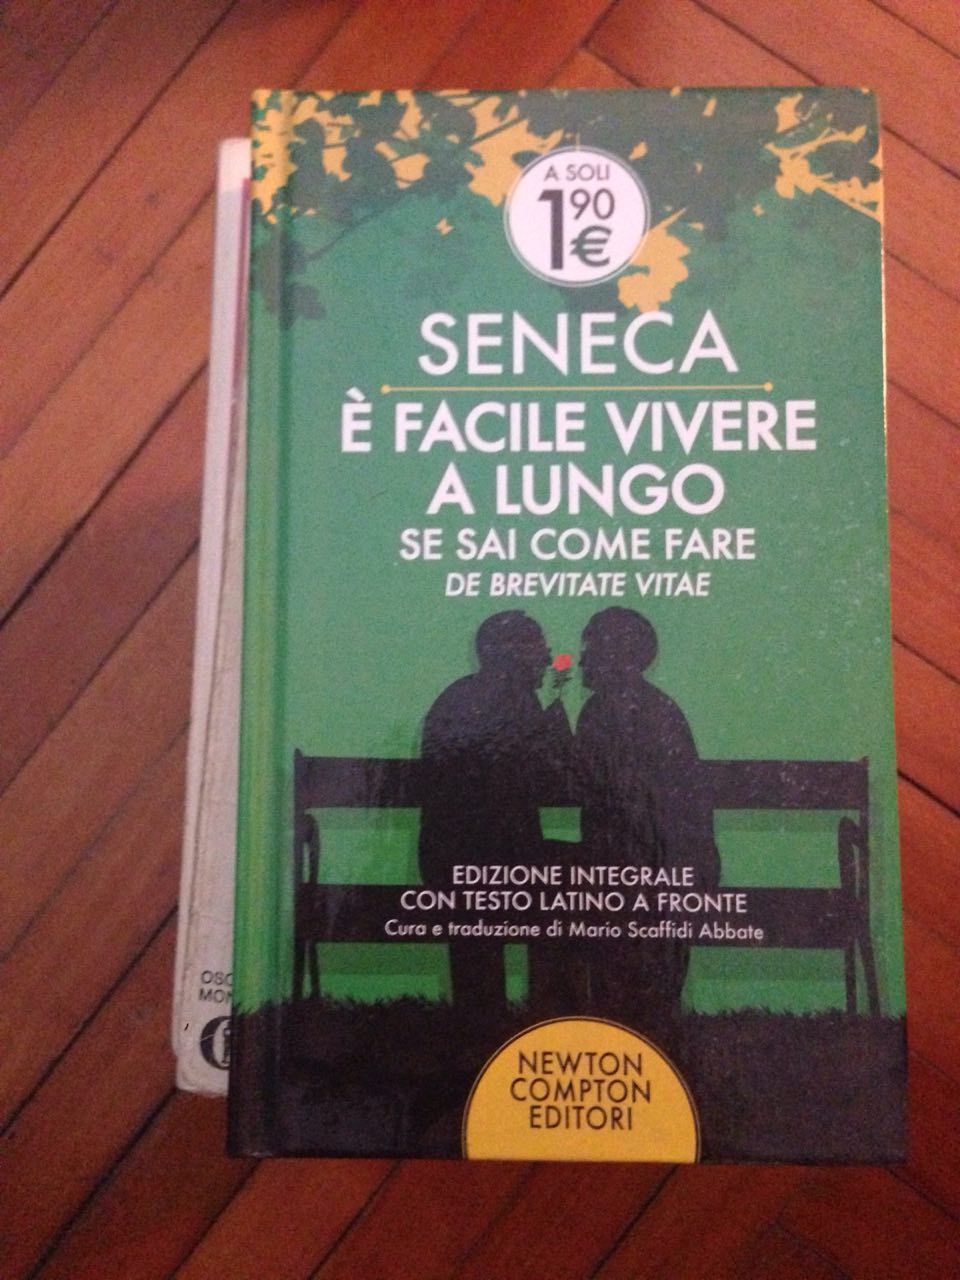 A SOLI
1,90
€
SENECA
È FACILE VIVERE
A LUNGO
SE SAI COME FARE
DE BREVITATE VITAE
EDIZIONE INTEGRALE
CON TESTO LATINO A FRONTE
Cura e traduzione di Mario Scaffidi Abbate
NEWTON
COMPTON
EDITORI